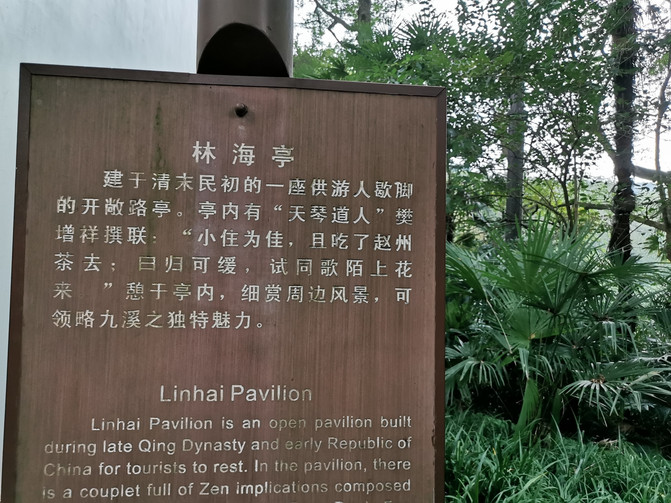 林海亭
建于清末民初的一座供游人歇脚
的开敞路亭。亭内有“天琴道人”樊
增祥撰联：“小住为佳，且吃了赵州
茶去；曰归可缓，试同歌陌上花
来 ”憩于亭内，细赏周边风景，可
领略九溪之独特魅力。
Linhai Pavilion
Linhai Pavilion is an open pavilion built
during late Qing Dynasty and early Republic of
China for tourists to rest. In the pavilion, there
is a couplet full of Zen implications composed